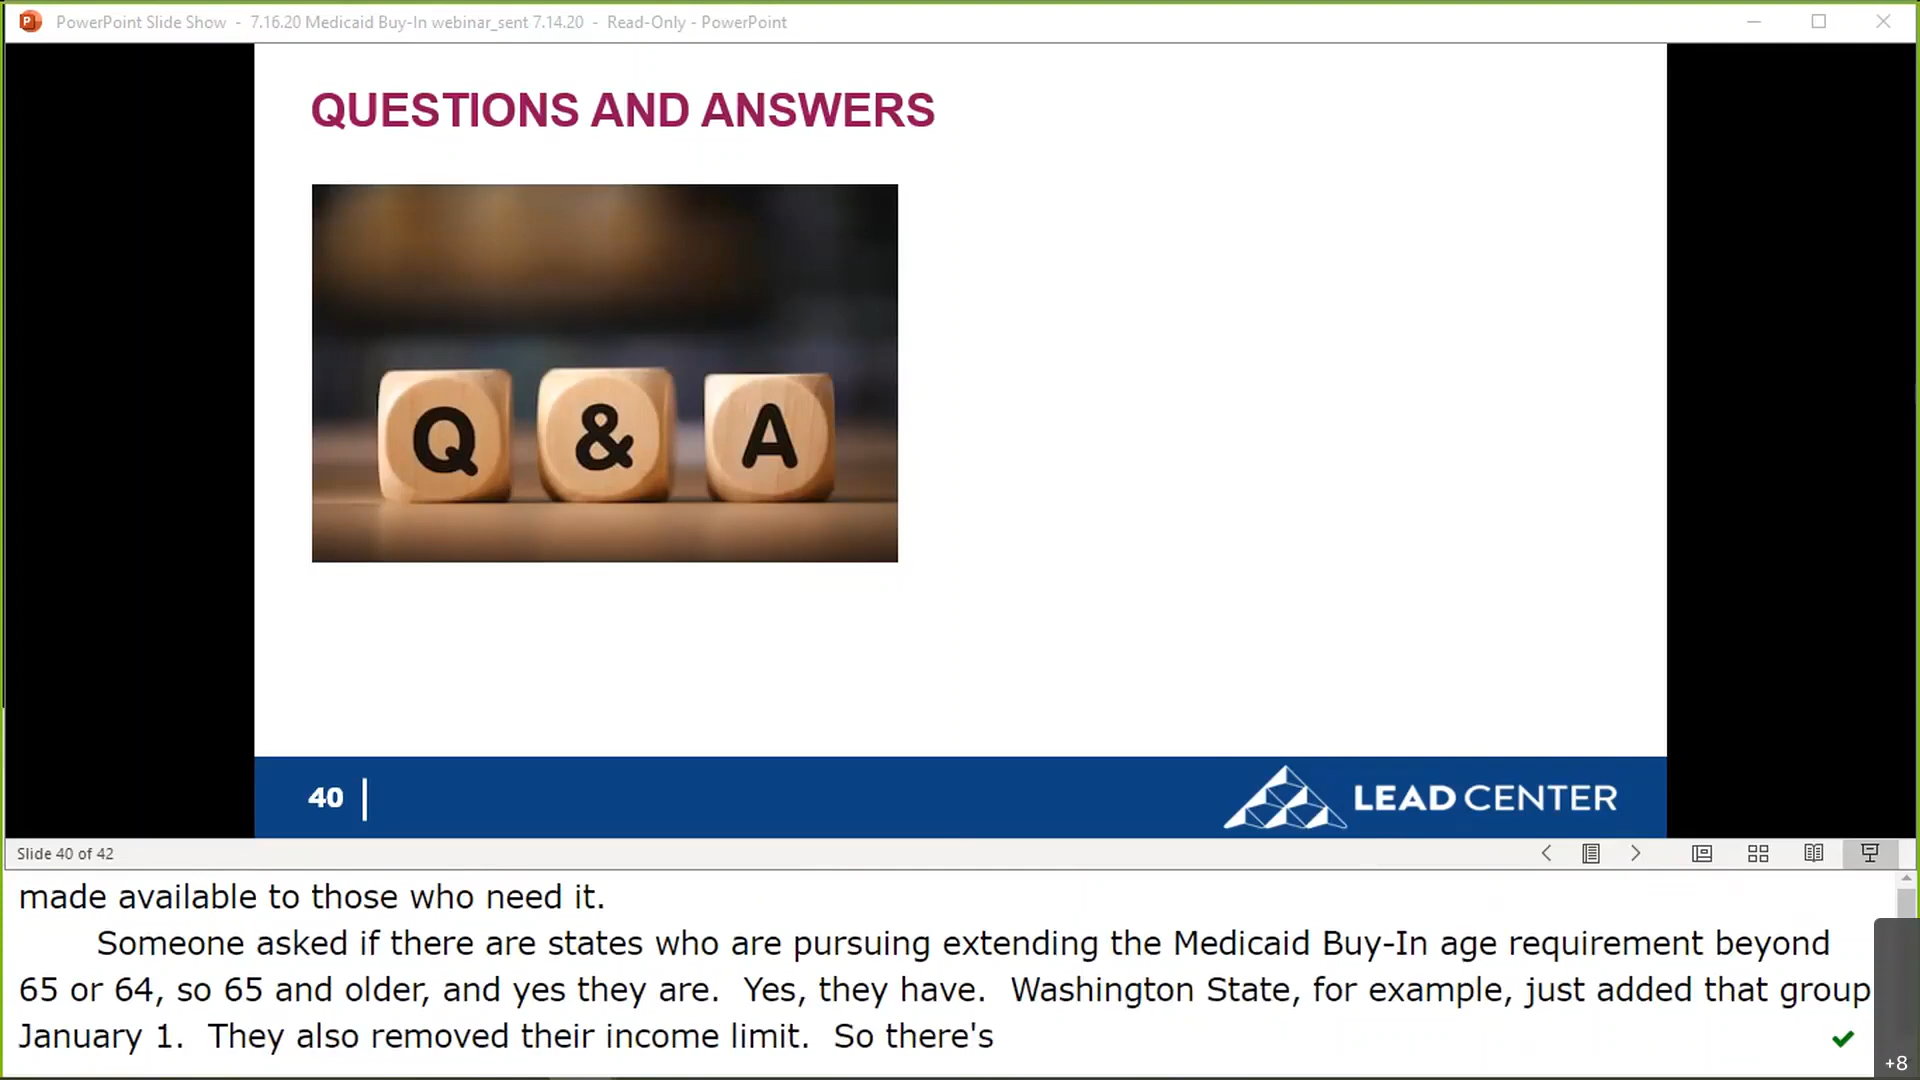 PowerPoint Slide Show - 7.16.20 Medicaid Buy-In webinar_sent 7.14.20 - Read-Only - PowerPoint
QUESTIONS AND ANSWERS
Q & A
40
LEAD CENTER
Slide 40 of 42
made available to those who need it.
Someone asked if there are states who are pursuing extending the Medicaid Buy-In age requirement beyond
65 or 64, so 65 and older, and yes they are. Yes, they have. Washington State, for example, just added that group
January 1. They also removed their income limit. So there's
+8